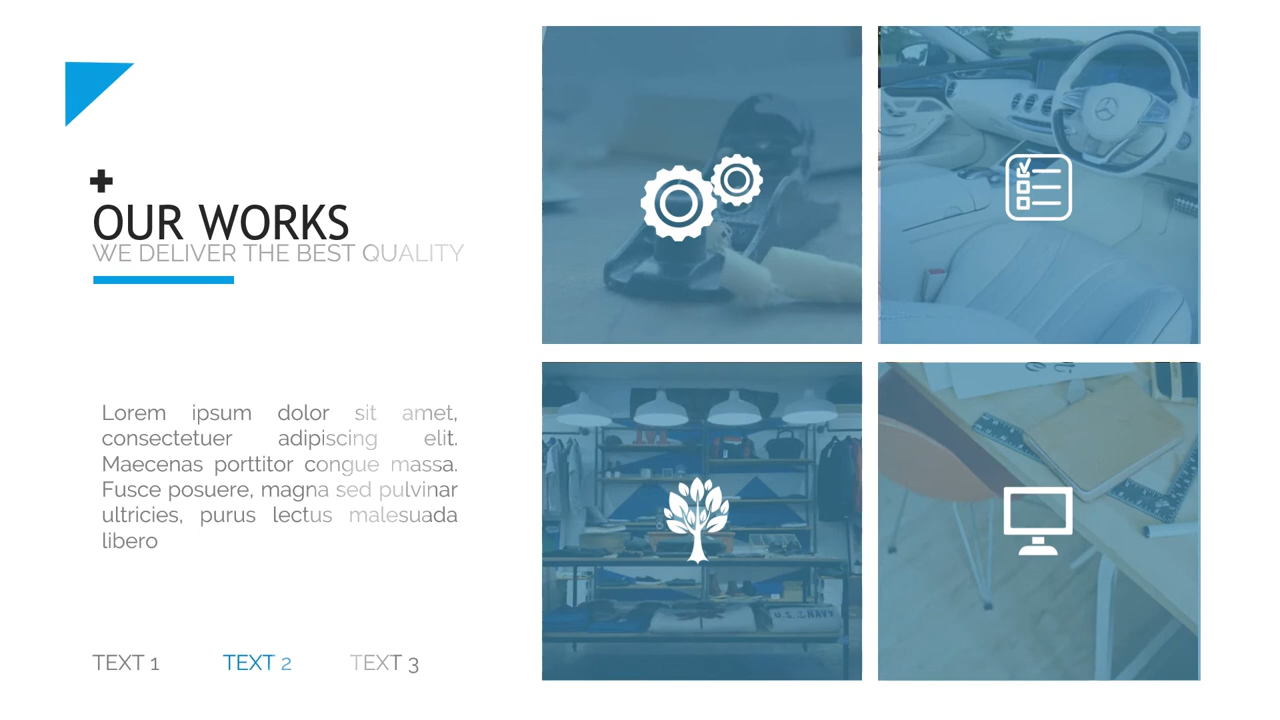 OUR WORKS
WE DELIVER THE BEST QUALITY
Lorem ipsum dolor sit amet,
consectetuer adipiscing elit.
Maecenas porttitor congue massa.
Fusce posuere, magna sed pulvinar
ultricies, purus lectus malesuada
libero
TEXT 1 TEXT 2 TEXT 3
M
U.S. NAVY